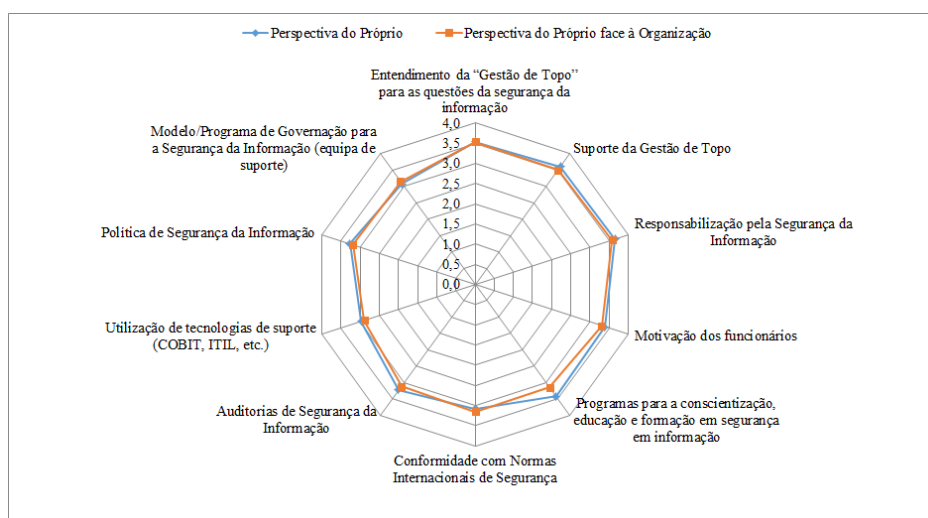 Perspectiva do Próprio
Perspectiva do Próprio face à Organização
Entendimento da “Gestão de Topo”
para as questões da segurança da
informação
4,0
3,5
3,0
2,5
2,0
1,5
1,0
0,5
0,0
Suporte da Gestão de Topo
Responsabilização pela Segurança da
Informação
Motivação dos funcionários
Programas para a conscientização,
educação e formação em segurança
em informação
Conformidade com Normas
Internacionais de Segurança
Auditorias de Segurança da
Informação
Utilização de tecnologias de suporte
(COBIT, ITIL, etc.)
Politica de Segurança da Informação
Modelo/Programa de Governação para
a Segurança da Informação (equipa de
suporte)